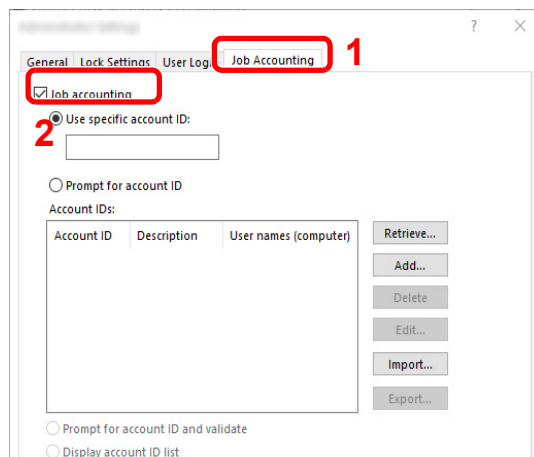 ?
General Lock Settings User Login Job Accounting 1
Job accounting
2
Use specific account ID:
Prompt for account ID
Account IDs:
Account ID Description User names (computer)
Retrieve...
Add...
Delete
Edit...
Import...
Export...
Prompt for account ID and validate
Display account ID list